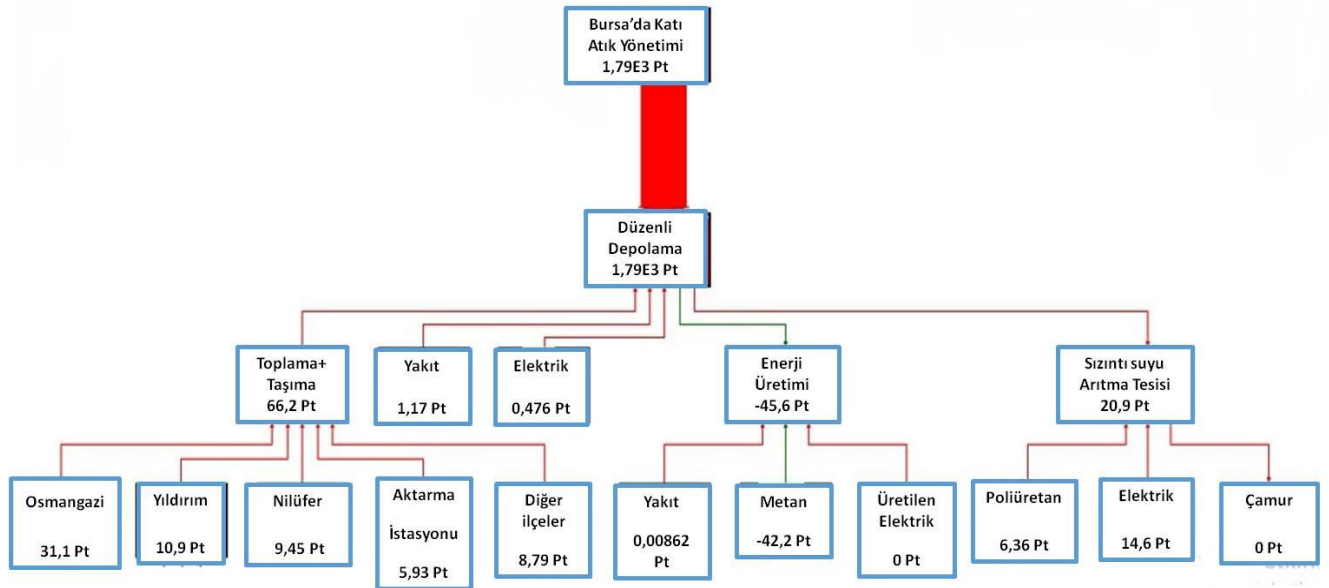 Bursa’da Katı
Atık Yönetimi
1,79E3 Pt
Düzenli
Depolama
1,79E3 Pt
Toplama+
Taşıma
66,2 Pt
Yakıt
1,17 Pt
Elektrik
0,476 Pt
Enerji
Üretimi
-45,6 Pt
Sızıntı suyu
Arıtma Tesisi
20,9 Pt
Osmangazi
31,1 Pt
Yıldırım
10,9 Pt
Nilüfer
9,45 Pt
Aktarma
İstasyonu
5,93 Pt
Diğer
ilçeler
8,79 Pt
Yakıt
0,00862
Pt
Metan
-42,2 Pt
Üretilen
Elektrik
0 Pt
Poliüretan
6,36 Pt
Elektrik
14,6 Pt
Çamur
0 Pt